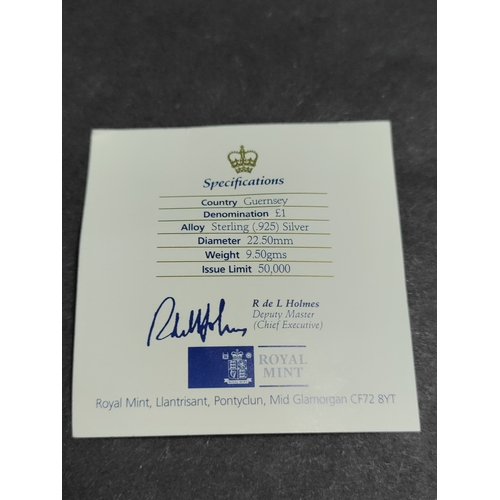 Specifications
Country Guernsey
Denomination £1
Alloy Sterling (.925) Silver
Diameter 22.50mm
Weight 9.50gms
Issue Limit 50,000
R de L Holmes
Deputy Master
(Chief Executive)
ROYAL
MINT
Royal Mint, Llantrisant, Pontyclun, Mid Glamorgan CF72 8YT